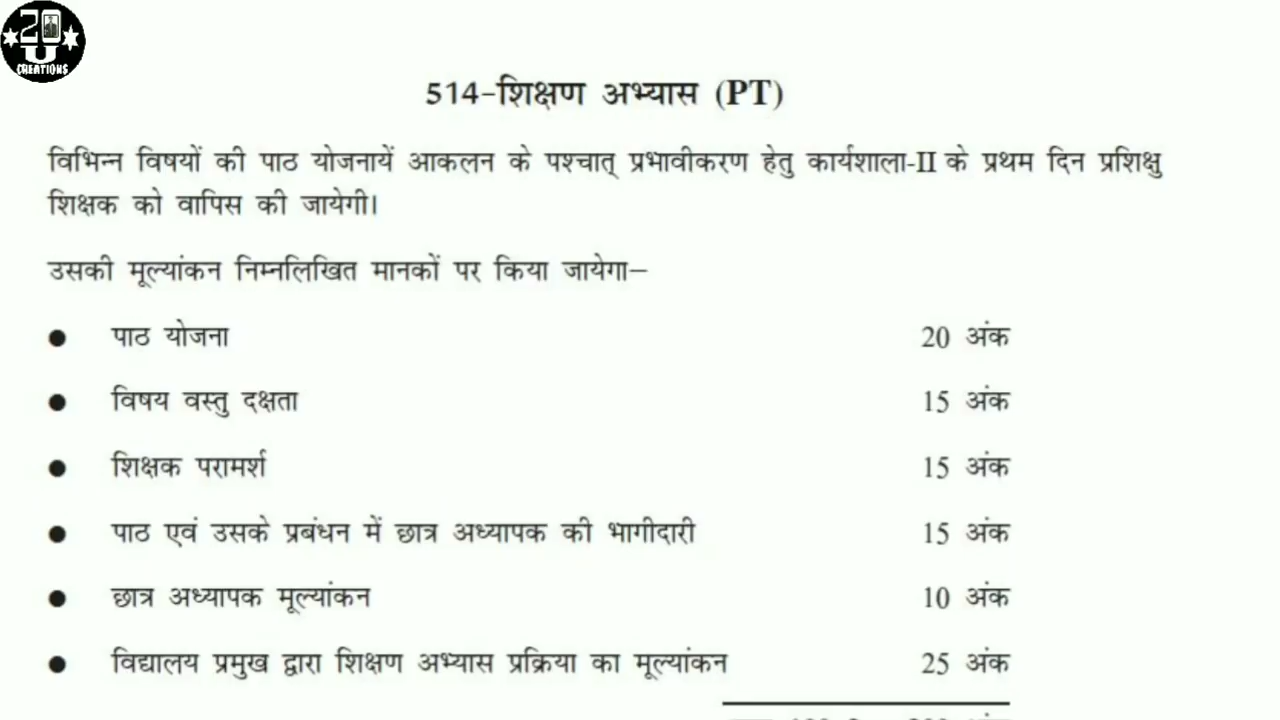 20
U
CREATIONS
514-शिक्षण अभ्यास (PT)
विभिन्न विषयों की पाठ योजनायें आकलन के पश्चात् प्रभावीकरण हेतु कार्यशाला-II के प्रथम दिन प्रशिक्षु
शिक्षक को वापिस की जायेगी।
उसकी मूल्यांकन निम्नलिखित मानकों पर किया जायेगा–
● पाठ योजना 20 अंक
● विषय वस्तु दक्षता 15 अंक
● शिक्षक परामर्श 15 अंक
● पाठ एवं उसके प्रबंधन में छात्र अध्यापक की भागीदारी 15 अंक
● छात्र अध्यापक मूल्यांकन 10 अंक
● विद्यालय प्रमुख द्वारा शिक्षण अभ्यास प्रक्रिया का मूल्यांकन 25 अंक